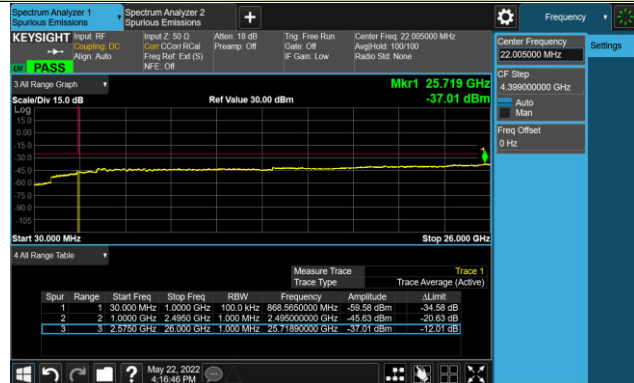 Spectrum Analyzer 1
Spurious Emissions
Spectrum Analyzer 2
Spurious Emissions
+
Frequency
KEYSIGHT
Input: RF
Coupling: DC
Align: Auto
Input Z: 50 Ω
Corr CCorr RCal
Freq Ref: Ext (S)
NFE: Off
Atten: 18 dB
Preamp: Off
Trig: Free Run
Gate: Off
IF Gain: Low
Center Freq: 22.005000 MHz
Avg|Hold: 100/100
Radio Std: None
PASS
Center Frequency
22.005000 MHz
Settings
CF Step
4.399000000 GHz
Auto
Man
Freq Offset
0 Hz
3 All Range Graph
Mkr1 25.719 GHz
Scale/Div 15.0 dB
Ref Value 30.00 dBm
-37.01 dBm
Log
15.0
0.00
-15.0
-30.0
-45.0
-60.0
-75.0
-90.0
-105
Start 30.000 MHz
Stop 26.000 GHz
4 All Range Table
Measure Trace Trace 1
Trace Type Trace Average (Active)
Spur Range Start Freq Stop Freq RBW Frequency Amplitude ΔLimit
1 1 30.000 MHz 1.0000 GHz 100.0 kHz 868.5650000 MHz -59.58 dBm -34.58 dB
2 2 1.0000 GHz 2.4950 GHz 1.000 MHz 2.495000000 GHz -45.63 dBm -20.63 dB
3 3 2.5750 GHz 26.000 GHz 1.000 MHz 25.71890000 GHz -37.01 dBm -12.01 dB
?
May 22, 2022
4:16:46 PM